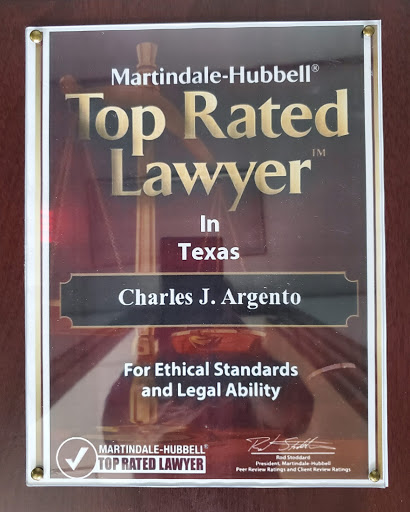 Martindale-Hubbell®
Top Rated
Lawyer™
In
Texas
Charles J. Argento
For Ethical Standards
and Legal Ability
MARTINDALE-HUBBELL®
TOP RATED LAWYER
Rod Stoddard
President, Martindale-Hubbell
Peer Review Ratings and Client Review Ratings